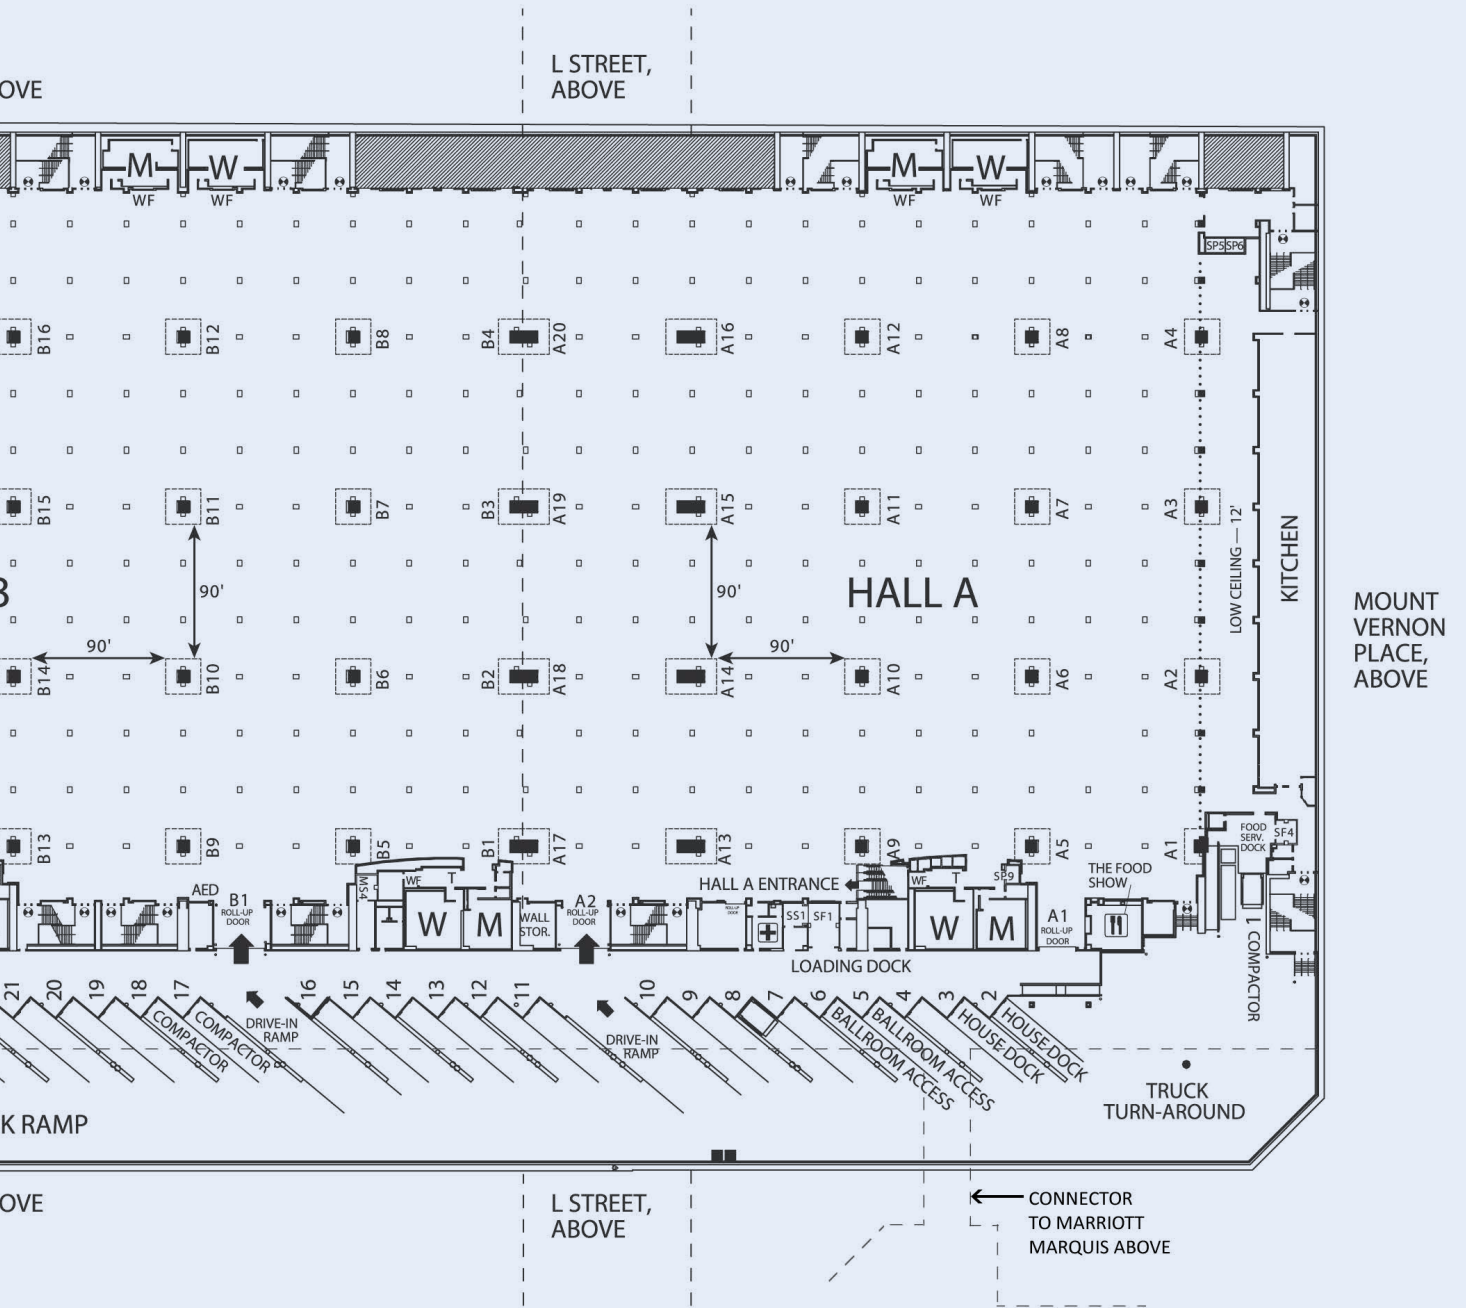 L STREET,
ABOVE
OVE
M
W
M
W
WF
WF
WF
WF
SP5
SP6
B16
B12
B8
B4
A20
A16
A12
A8
A4
B15
B11
B7
B3
A19
A15
A11
A7
A3
LOW CEILING — 12'
KITCHEN
90'
90'
HALL A
MOUNT
VERNON
PLACE,
ABOVE
90'
90'
B14
B10
B6
B2
A18
A14
A10
A6
A2
B13
B9
B5
B1
A17
A13
A9
A5
A1
FOOD
SERV.
DOCK
SF4
THE FOOD
SHOW
HALL A ENTRANCE
MS4
WF
T
WF
T
SP9
AED
B1
ROLL-UP
DOOR
W
M
WALL
STOR.
A2
ROLL-UP
DOOR
ROLL-UP
DOOR
SS1
SF1
W
M
A1
ROLL-UP
DOOR
LOADING DOCK
1 COMPACTOR
21
20
19
18
17
16
15
14
13
12
11
10
9
8
7
6
5
4
3
2
COMPACTOR
COMPACTOR
DRIVE-IN
RAMP
DRIVE-IN
RAMP
BALLROOM ACCESS
BALLROOM ACCESS
HOUSE DOCK
HOUSE DOCK
TRUCK
TURN-AROUND
K RAMP
OVE
L STREET,
ABOVE
CONNECTOR
TO MARRIOTT
MARQUIS ABOVE